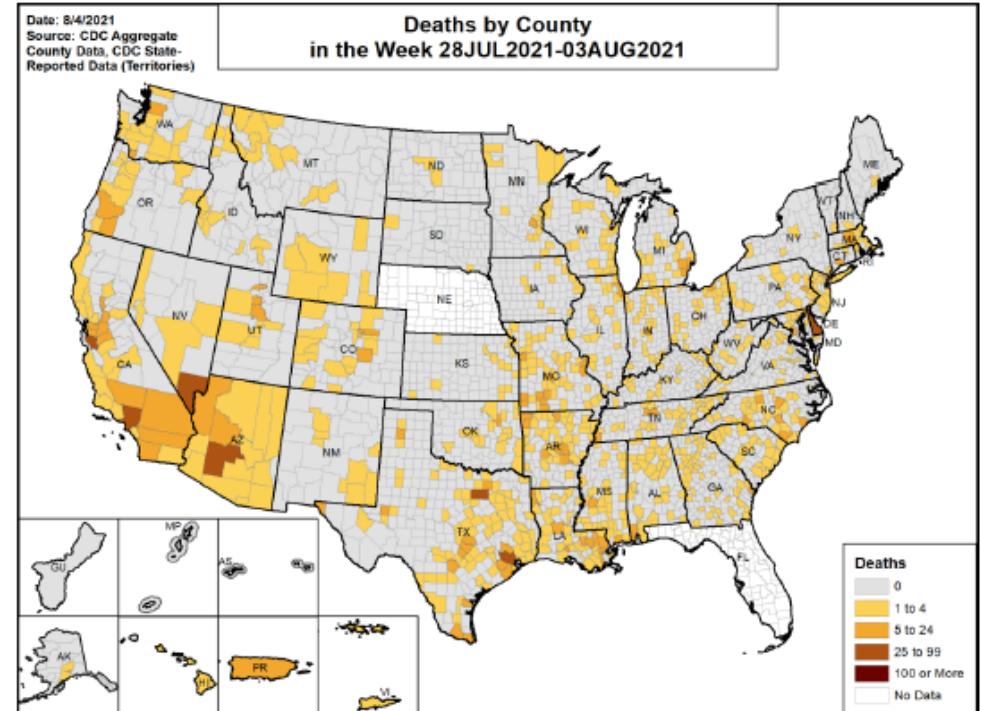 Date: 8/4/2021
Source: CDC Aggregate
County Data, CDC State-
Reported Data (Territories)
Deaths by County
in the Week 28JUL2021-03AUG2021
WA
MT
ND
MN
ME
OR
ID
SD
WI
MI
VT
NH
NY
MA
CT
RI
WY
IA
PA
NJ
NE
NV
UT
CO
IL
IN
OH
DE
MD
WV
CA
KS
MO
KY
VA
AZ
NM
OK
AR
TN
NC
SC
MS
AL
GA
TX
LA
FL
MP
GU
AS
AK
HI
PR
VI
Deaths
0
1 to 4
5 to 24
25 to 99
100 or More
No Data